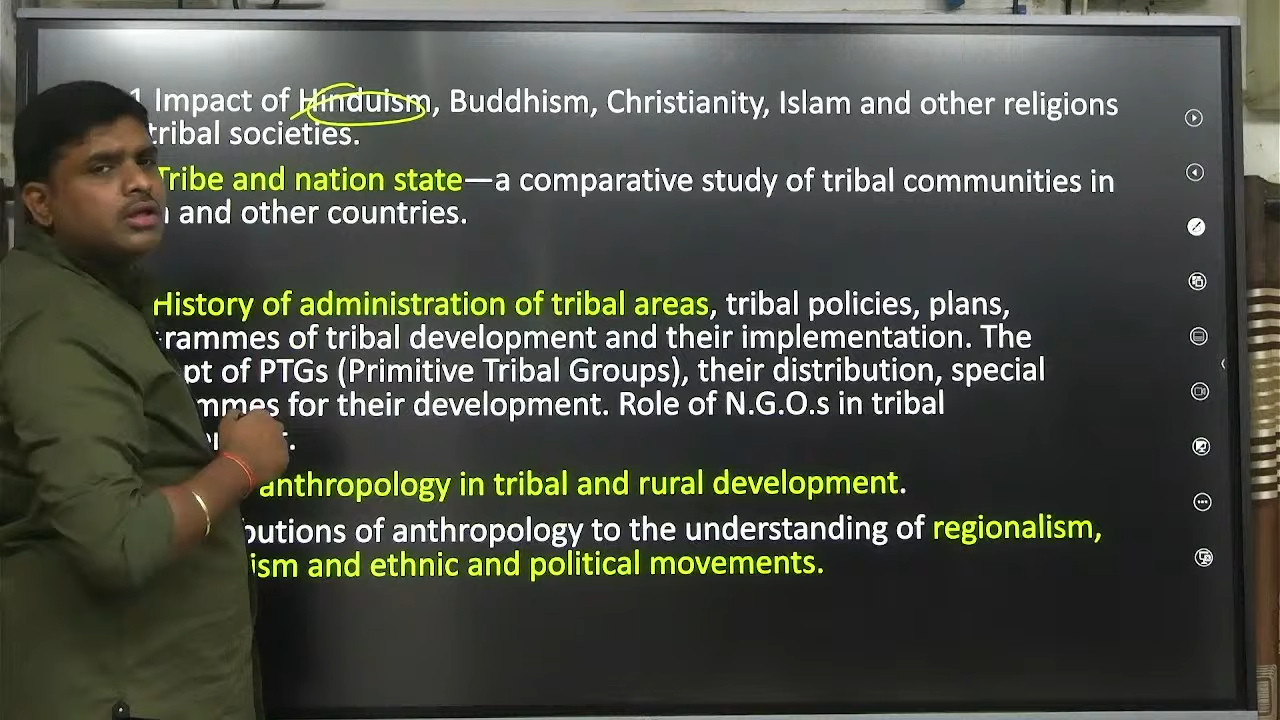 1 Impact of Hinduism, Buddhism, Christianity, Islam and other religions
tribal societies.
Tribe and nation state—a comparative study of tribal communities in
and other countries.
History of administration of tribal areas, tribal policies, plans,
rammes of tribal development and their implementation. The
pt of PTGs (Primitive Tribal Groups), their distribution, special
mmes for their development. Role of N.G.O.s in tribal
anthropology in tribal and rural development.
butions of anthropology to the understanding of regionalism,
ism and ethnic and political movements.